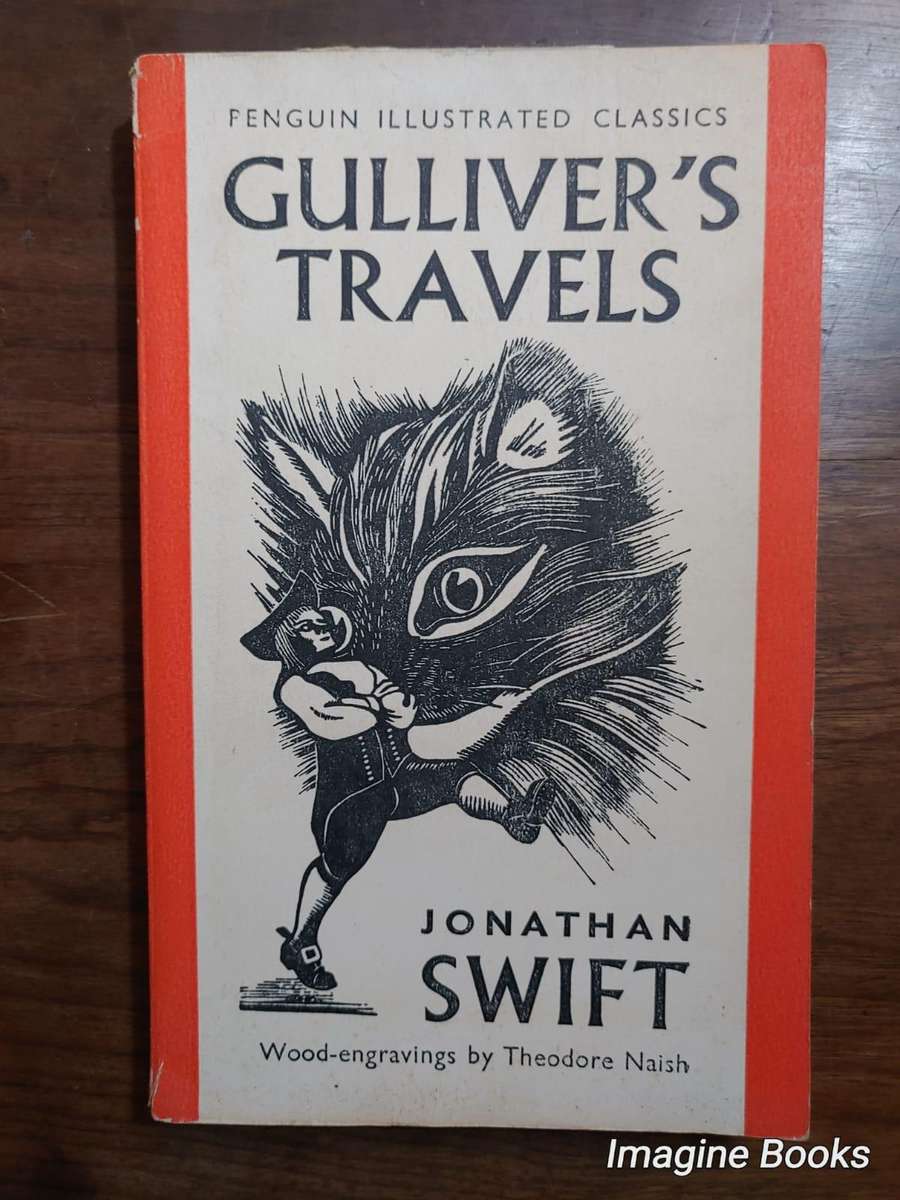 PENGUIN ILLUSTRATED CLASSICS
GULLIVER'S
TRAVELS
JONATHAN
SWIFT
Wood-engravings by Theodore Naish
Imagine Books